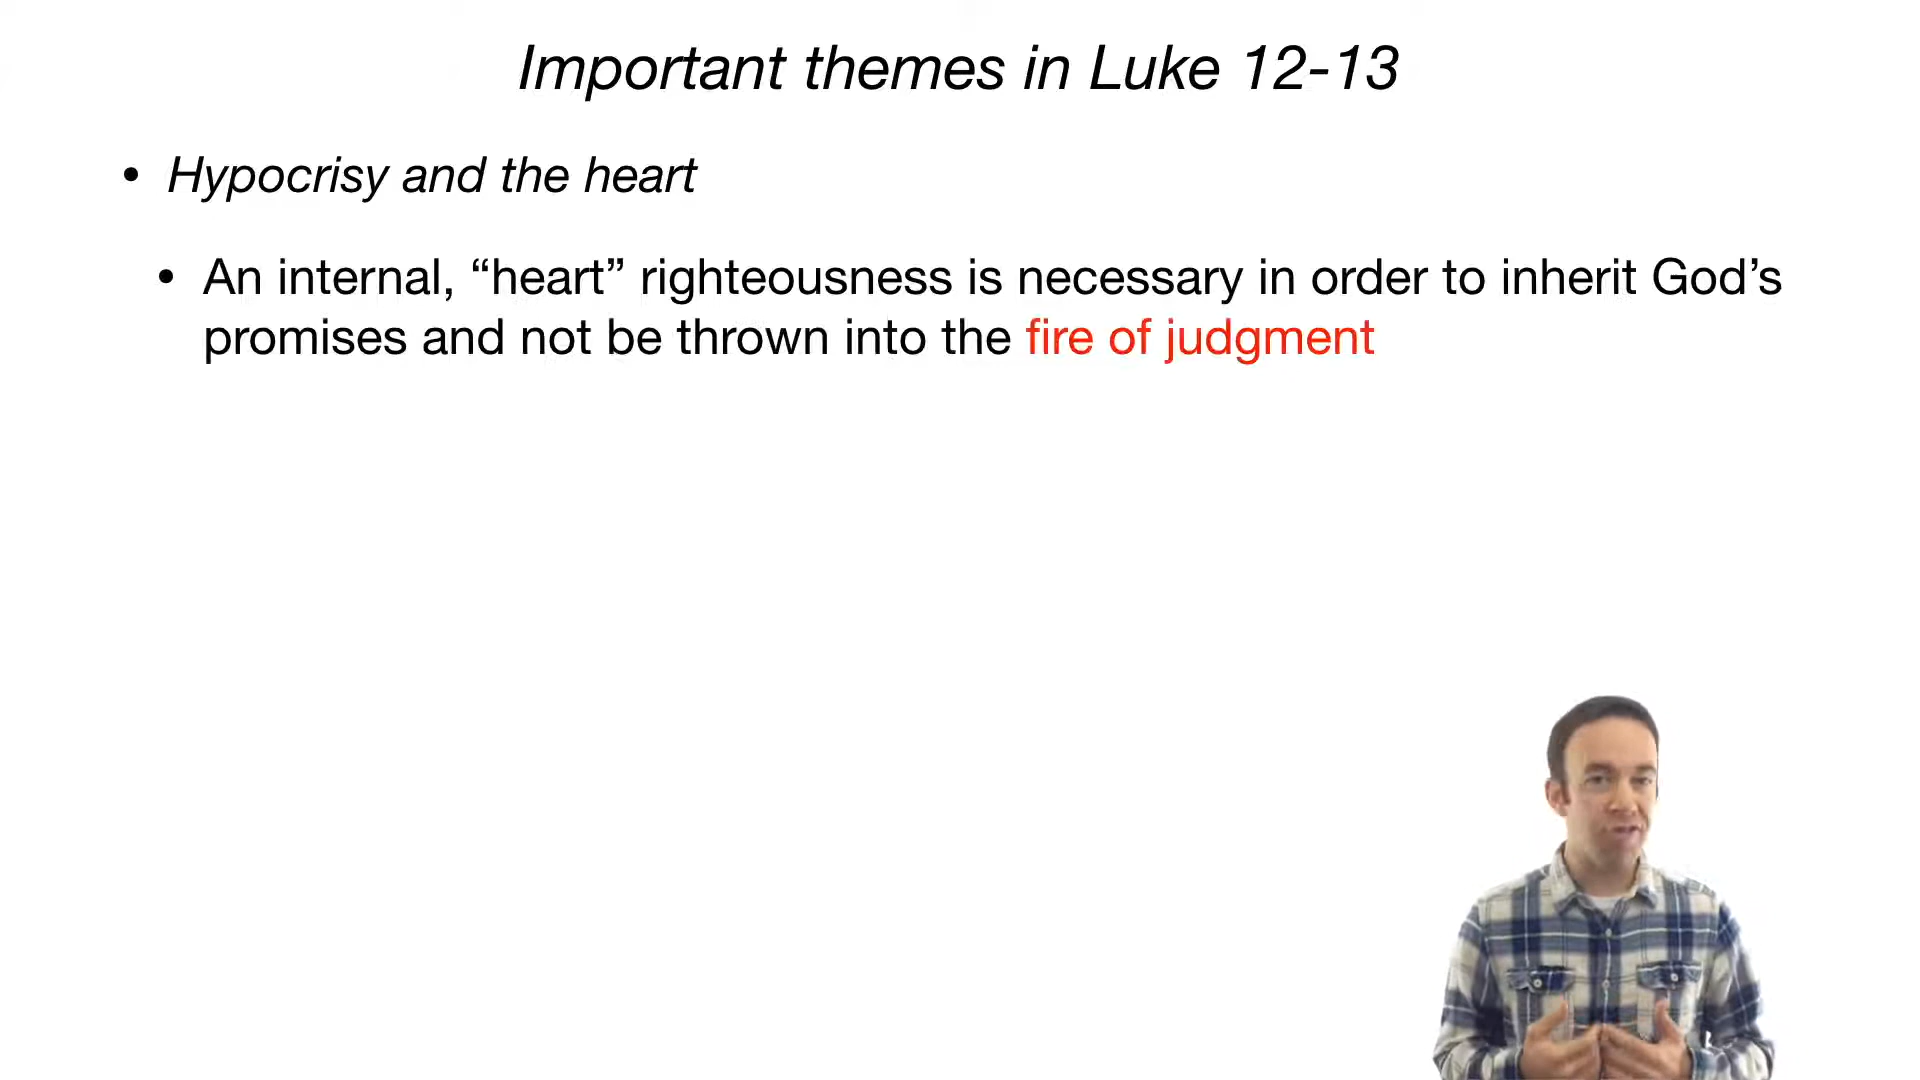 Important themes in Luke 12-13
• Hypocrisy and the heart
• An internal, “heart” righteousness is necessary in order to inherit God’s
promises and not be thrown into the fire of judgment